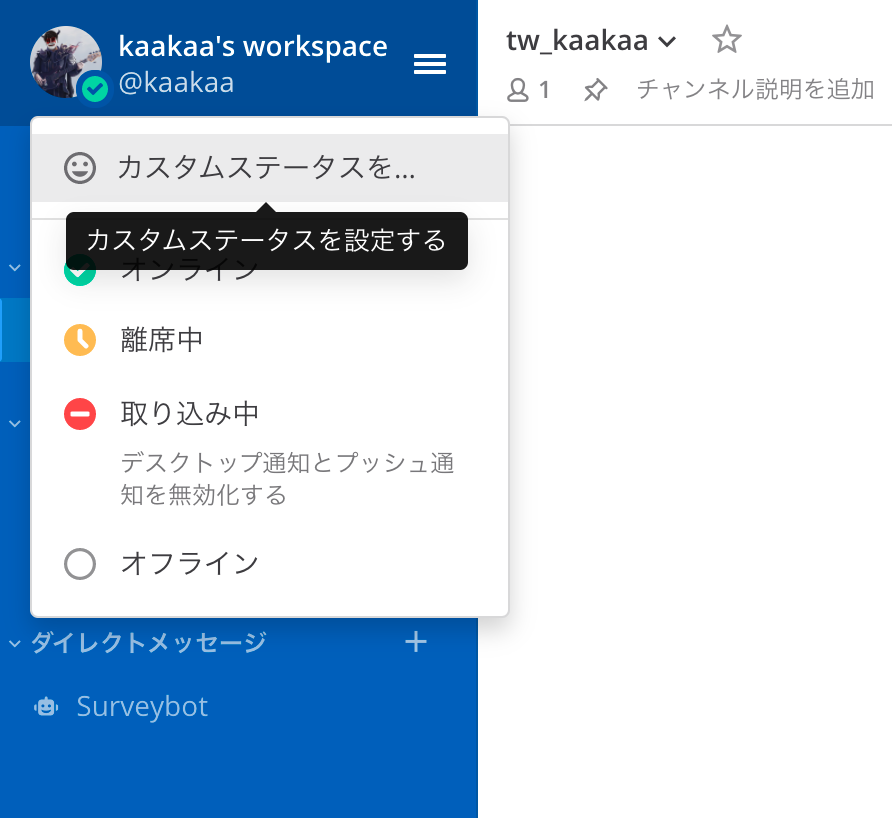 kaakaa's workspace
@kaakaa
tw_kaakaa
1
チャンネル説明を追加
カスタムステータスを...
カスタムステータスを設定する
オンライン
離席中
取り込み中
デスクトップ通知とプッシュ通
知を無効化する
オフライン
ダイレクトメッセージ
Surveybot